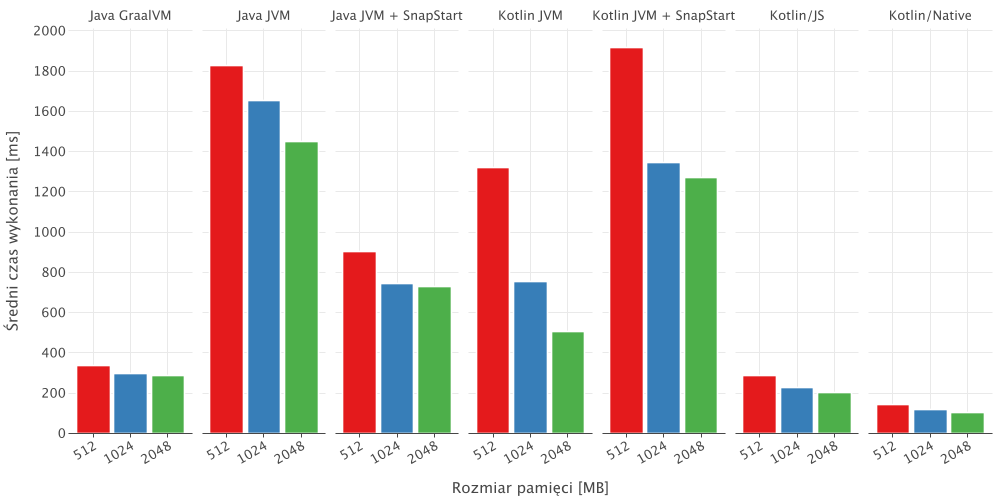 Java GraalVM Java JVM Java JVM + SnapStart Kotlin JVM Kotlin JVM + SnapStart Kotlin/JS Kotlin/Native
2000
1800
1600
1400
1200
1000
800
600
400
200
0
Średni czas wykonania [ms]
512 1024 2048 512 1024 2048 512 1024 2048 512 1024 2048 512 1024 2048 512 1024 2048 512 1024 2048
Rozmiar pamięci [MB]